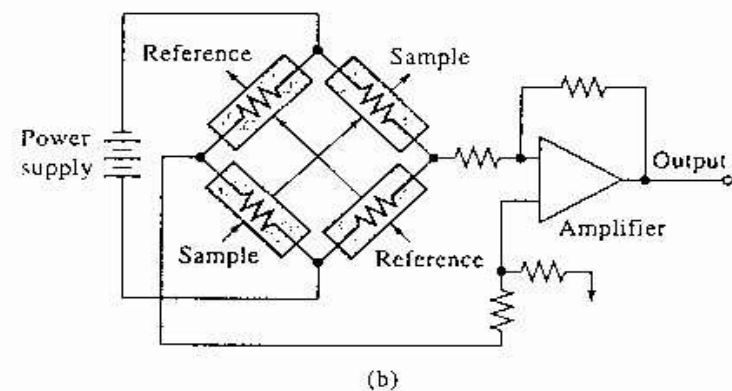 Reference
Sample
Power
supply
Output
Amplifier
Sample
Reference
(b)